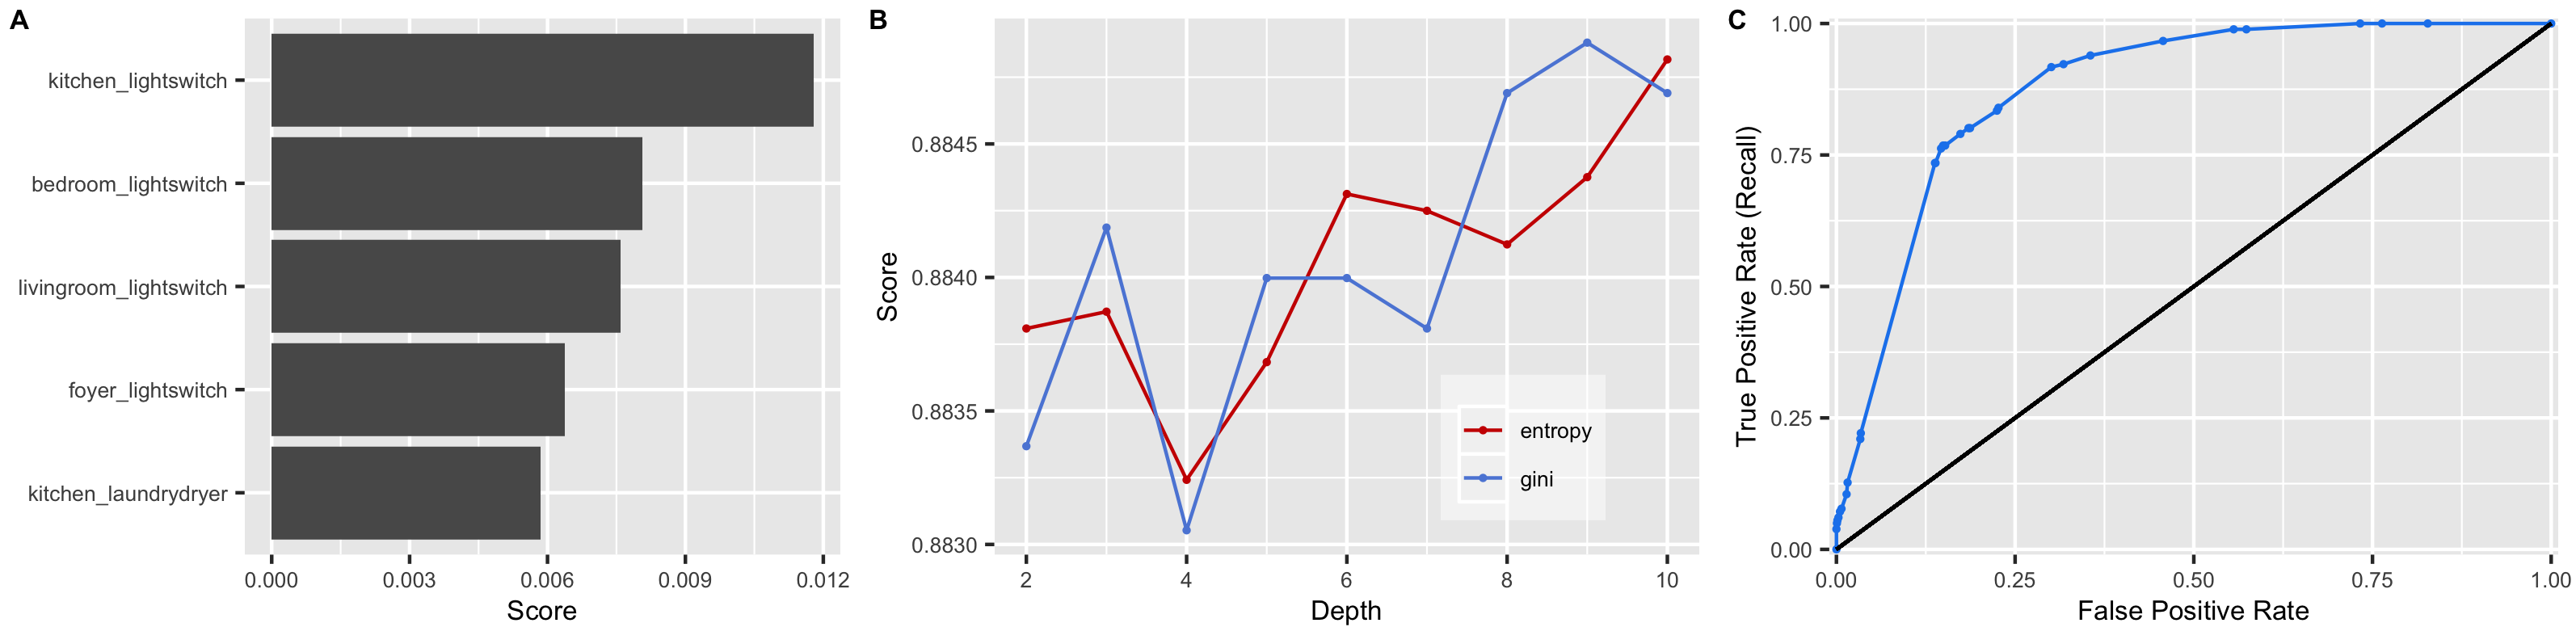 A
kitchen_lightswitch
bedroom_lightswitch
livingroom_lightswitch
foyer_lightswitch
kitchen_laundrydryer
0.000 0.003 0.006 0.009 0.012
Score
B
Score
0.8845
0.8840
0.8835
0.8830
entropy
gini
2 4 6 8 10
Depth
C
True Positive Rate (Recall)
1.00
0.75
0.50
0.25
0.00
0.00 0.25 0.50 0.75 1.00
False Positive Rate